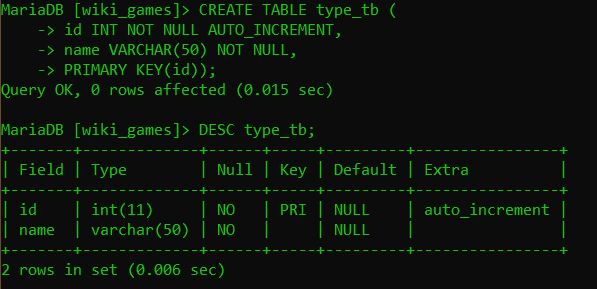 MariaDB [wiki_games]> CREATE TABLE type_tb (
    -> id INT NOT NULL AUTO_INCREMENT,
    -> name VARCHAR(50) NOT NULL,
    -> PRIMARY KEY(id));
Query OK, 0 rows affected (0.015 sec)

MariaDB [wiki_games]> DESC type_tb;
+-------+-------------+------+-----+---------+----------------+
| Field | Type        | Null | Key | Default | Extra          |
+-------+-------------+------+-----+---------+----------------+
| id    | int(11)     | NO   | PRI | NULL    | auto_increment |
| name  | varchar(50) | NO   |     | NULL    |                |
+-------+-------------+------+-----+---------+----------------+
2 rows in set (0.006 sec)